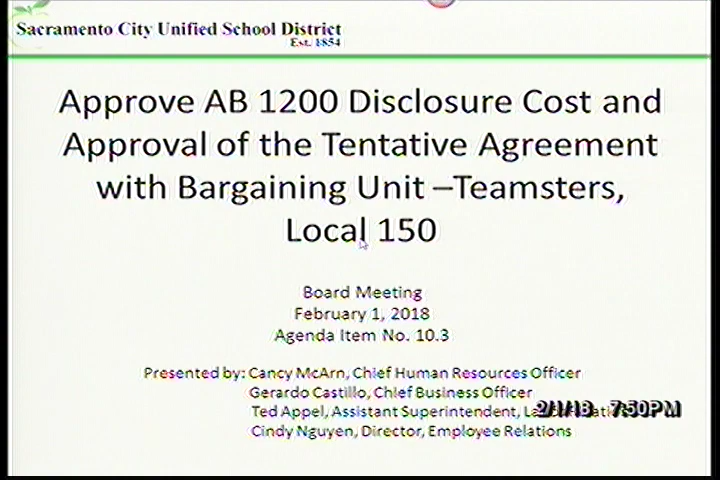 Sacramento City Unified School District
Est. 1854
Approve AB 1200 Disclosure Cost and
Approval of the Tentative Agreement
with Bargaining Unit –Teamsters,
Local 150
Board Meeting
February 1, 2018
Agenda Item No. 10.3
Presented by: Cancy McArn, Chief Human Resources Officer
Gerardo Castillo, Chief Business Officer
Ted Appel, Assistant Superintendent,
2/1/18 7:50PM
Cindy Nguyen, Director, Employee Relations